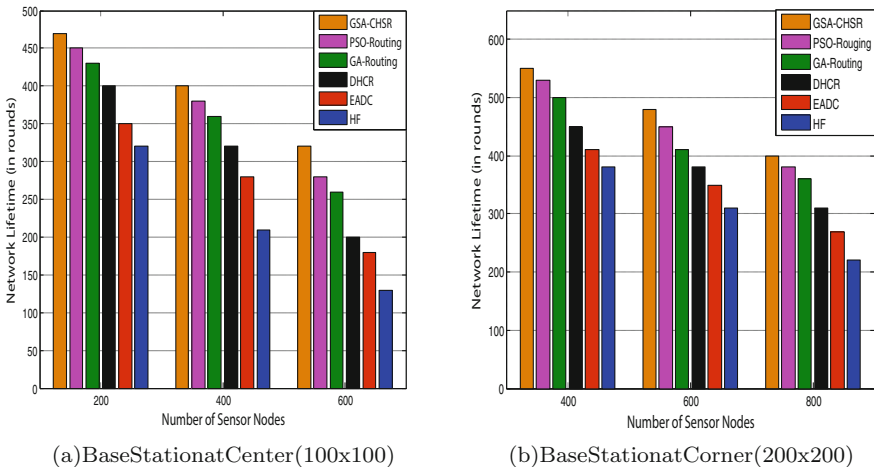 500
450
400
350
300
250
200
150
100
50
0
Network Lifetime (in rounds)
200
400
600
Number of Sensor Nodes
GSA-CHSR
PSO-Routing
GA-Routing
DHCR
EADC
HF
(a)BaseStationatCenter(100x100)
600
500
400
300
200
100
0
Network Lifetime (in rounds)
400
600
800
Number of Sensor Nodes
GSA-CHSR
PSO-Rouging
GA-Routing
DHCR
EADC
HF
(b)BaseStationatCorner(200x200)